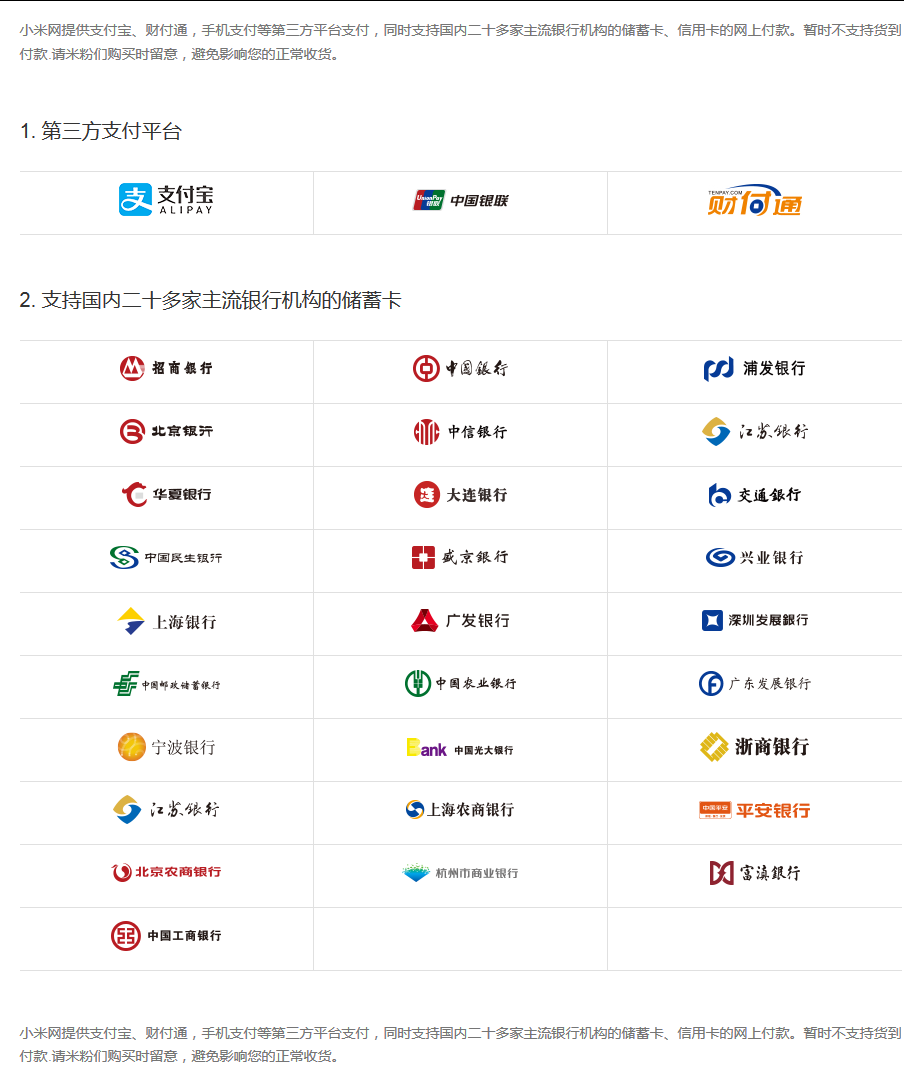 小米网提供支付宝、财付通，手机支付等第三方平台支付，同时支持国内二十多家主流银行机构的储蓄卡、信用卡的网上付款。暂时不支持货到
付款.请米粉们购买时留意，避免影响您的正常收货。
1. 第三方支付平台
支付宝
ALIPAY
UnionPay
银联
中国银联
TENPAY.COM
财付通
2. 支持国内二十多家主流银行机构的储蓄卡
招商银行
中国银行
浦发银行
北京银行
中信银行
江苏银行
华夏银行
连 大连银行
交通银行
中国民生银行
盛京銀行
兴业银行
上海银行
广发银行
深圳发展銀行
中国邮政储蓄银行
中国农业银行
广东发展银行
宁波银行
Bank 中国光大银行
浙商银行
江苏银行
上海农商银行
中国平安
平安银行
北京农商银行
杭州市商业银行
富滇銀行
中国工商银行
小米网提供支付宝、财付通，手机支付等第三方平台支付，同时支持国内二十多家主流银行机构的储蓄卡、信用卡的网上付款。暂时不支持货到
付款.请米粉们购买时留意，避免影响您的正常收货。